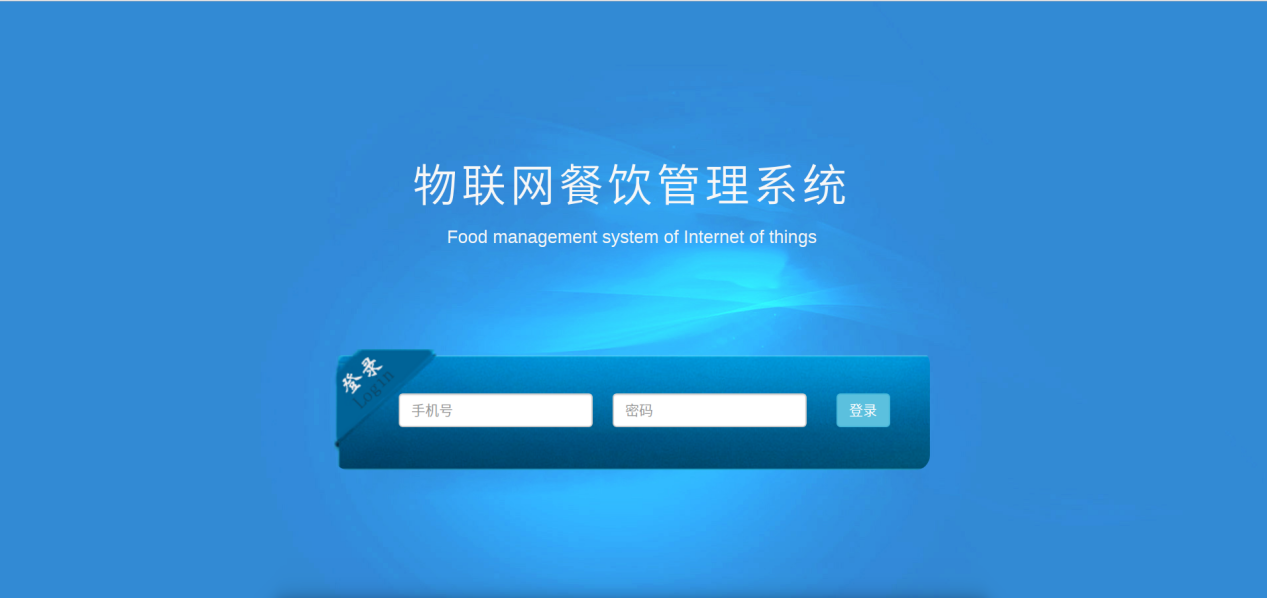 物联网餐饮管理系统
Food management system of Internet of things
登录
Login
手机号
密码
登录